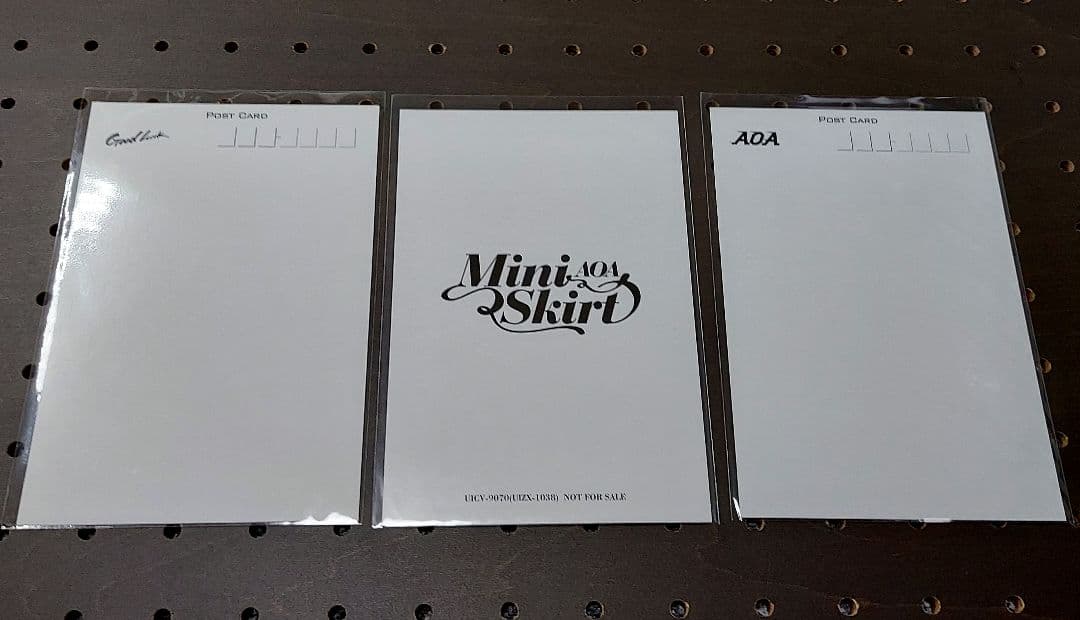 POST CARD
Good Luck
Mini AOA
Skirt
UICV-9070(UIZX-1038) NOT FOR SALE
POST CARD
AOA